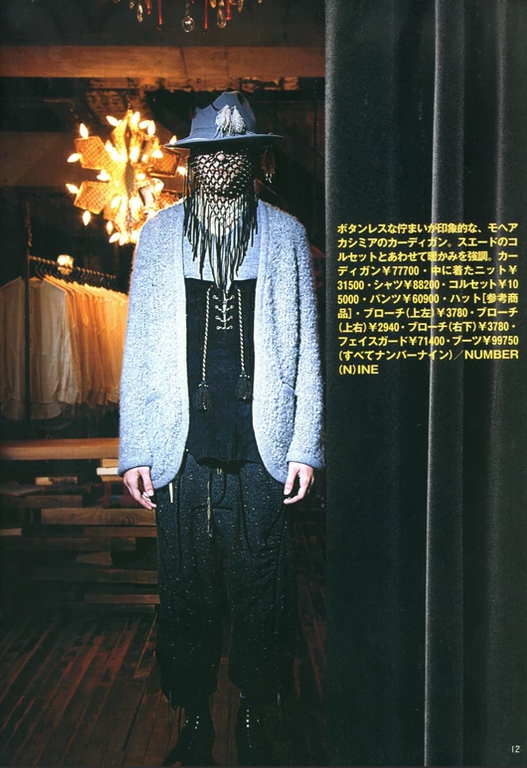 ボタンレスな佇まいが印象的な、モヘア
カシミアのカーディガン。スエードのコ
ルセットとあわせて暖かみを強調。カー
ディガン¥77700・中に着たニット¥
31500・シャツ¥88200・コルセット¥10
5000・パンツ¥60900・ハット[参考商
品]・ブローチ(上左)¥3780・ブローチ
(上右)¥2940・ブローチ(右下)¥3780・
フェイスガード¥71400・ブーツ¥99750
(すべてナンバーナイン)／NUMBER
(N)INE
12